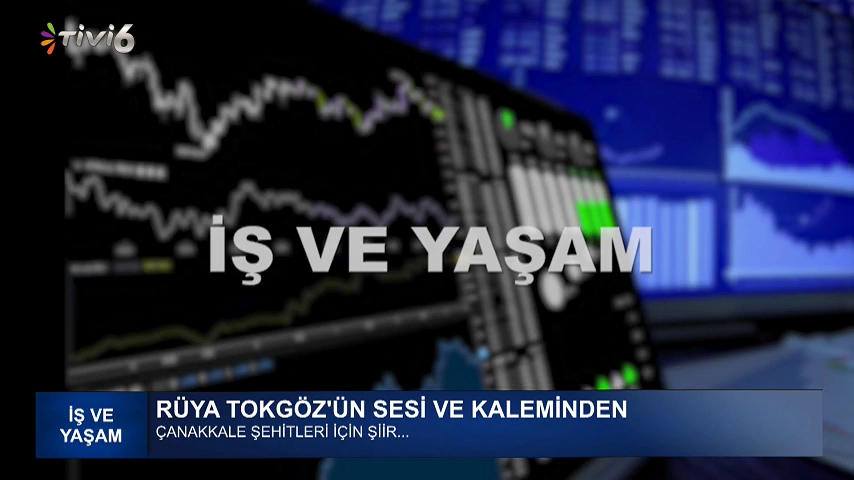 TIVI6
İŞ VE YAŞAM
İŞ VE
YAŞAM
RÜYA TOKGÖZ'ÜN SESİ VE KALEMİNDEN
ÇANAKKALE ŞEHİTLERİ İÇİN ŞİİR...